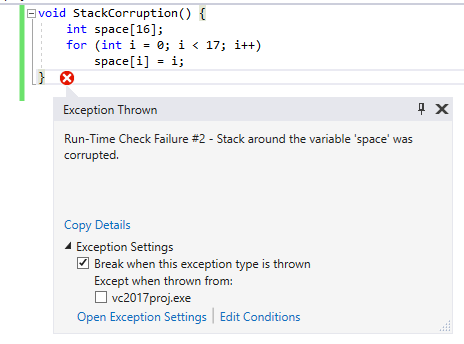 void StackCorruption() {
int space[16];
for (int i = 0; i < 17; i++)
space[i] = i;
}
Exception Thrown
Run-Time Check Failure #2 - Stack around the variable 'space' was
corrupted.
Copy Details
Exception Settings
Break when this exception type is thrown
Except when thrown from:
vc2017proj.exe
Open Exception Settings | Edit Conditions